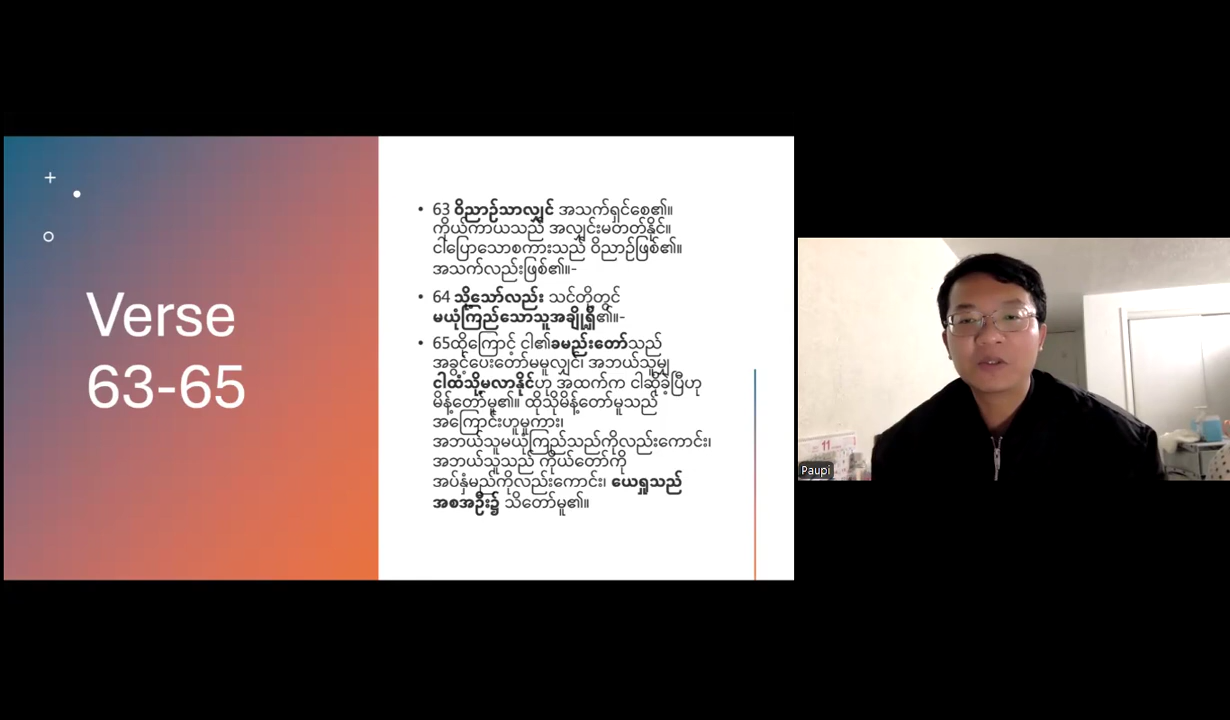 Verse
63-65
• 63 ဝိညာဉ်သာလျှင် အသက်ရှင်စေ၏။
ကိုယ်ကာယသည် အလျှင်းမတတ်နိုင်။
ငါပြောသောစကားသည် ဝိညာဉ်ဖြစ်၏။
အသက်လည်းဖြစ်၏။-
• 64 သို့သော်လည်း သင်တို့တွင်
မယုံကြည်သောသူအချို့ရှိ၏။-
• 65ထိုကြောင့် ငါ၏ခမည်းတော်သည်
အခွင့်ပေးတော်မမူလျှင်၊ အဘယ်သူမျှ
ငါထံသို့မလာနိုင်ဟု အထက်က ငါဆိုခဲ့ပြီဟု
မိန့်တော်မူ၏။ ထိုသို့မိန့်တော်မူသည်
အကြောင်းဟူမူကား၊
အဘယ်သူမယုံကြည်သည်ကိုလည်းကောင်း၊
အဘယ်သူသည် ကိုယ်တော်ကို
အပ်နှံမည်ကိုလည်းကောင်း၊ ယေရှုသည်
အစအဦး၌ သိတော်မူ၏။
11
Paupi